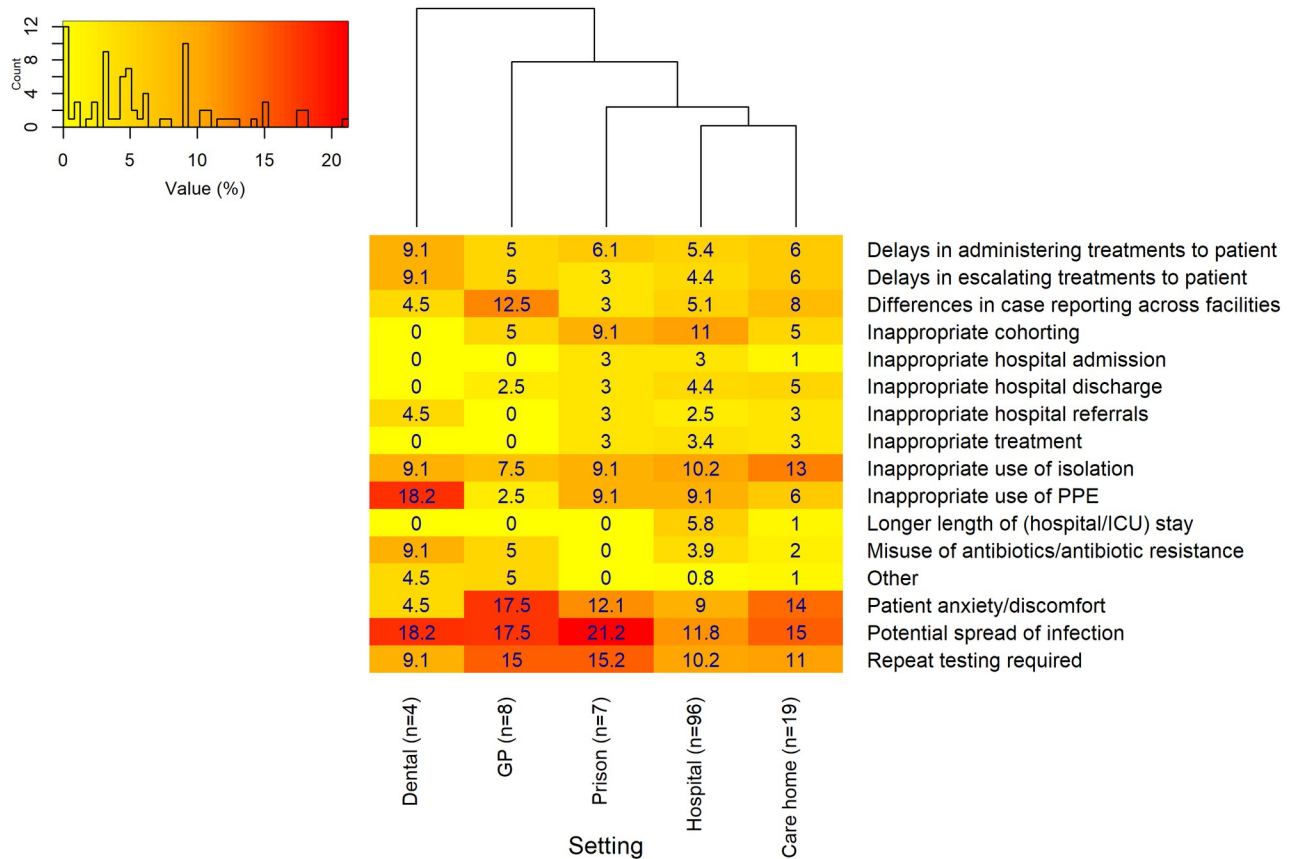 12
8
4
0
Count
0 5 10 15 20
Value (%)
9.1 5 6.1 5.4 6 Delays in administering treatments to patient
9.1 5 3 4.4 6 Delays in escalating treatments to patient
4.5 12.5 3 5.1 8 Differences in case reporting across facilities
0 5 9.1 11 5 Inappropriate cohorting
0 0 3 3 1 Inappropriate hospital admission
0 2.5 3 4.4 5 Inappropriate hospital discharge
4.5 0 3 2.5 3 Inappropriate hospital referrals
0 0 3 3.4 3 Inappropriate treatment
9.1 7.5 9.1 10.2 13 Inappropriate use of isolation
18.2 2.5 9.1 9.1 6 Inappropriate use of PPE
0 0 0 5.8 1 Longer length of (hospital/ICU) stay
9.1 5 0 3.9 2 Misuse of antibiotics/antibiotic resistance
4.5 5 0 0.8 1 Other
4.5 17.5 12.1 9 14 Patient anxiety/discomfort
18.2 17.5 21.2 11.8 15 Potential spread of infection
9.1 15 15.2 10.2 11 Repeat testing required
Dental (n=4)
GP (n=8)
Prison (n=7)
Hospital (n=96)
Care home (n=19)
Setting